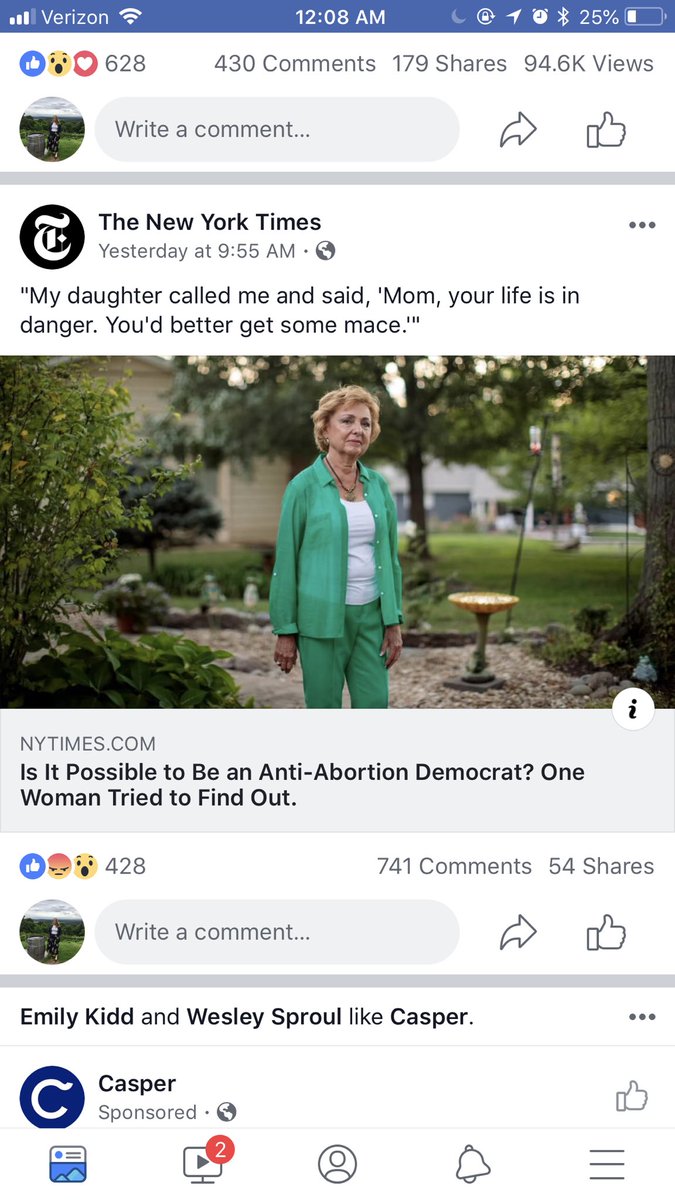 Verizon 12:08 AM 25%
628 430 Comments 179 Shares 94.6K Views
Write a comment...
The New York Times
Yesterday at 9:55 AM ·
"My daughter called me and said, 'Mom, your life is in
danger. You'd better get some mace.'"
i
NYTIMES.COM
Is It Possible to Be an Anti-Abortion Democrat? One
Woman Tried to Find Out.
428 741 Comments 54 Shares
Write a comment...
Emily Kidd and Wesley Sproul like Casper.
C
Casper
Sponsored ·
2